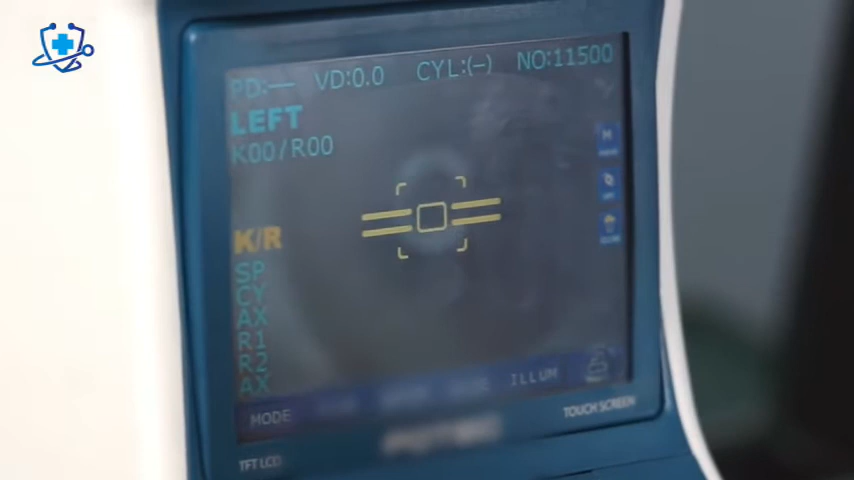 PD:— VD:0.0 CYL:(−) NO:11500
LEFT
K00/R00
K/R
SP
CY
AX
R1
R2
AX
MODE ILLUM
TFT LCD TOUCH SCREEN